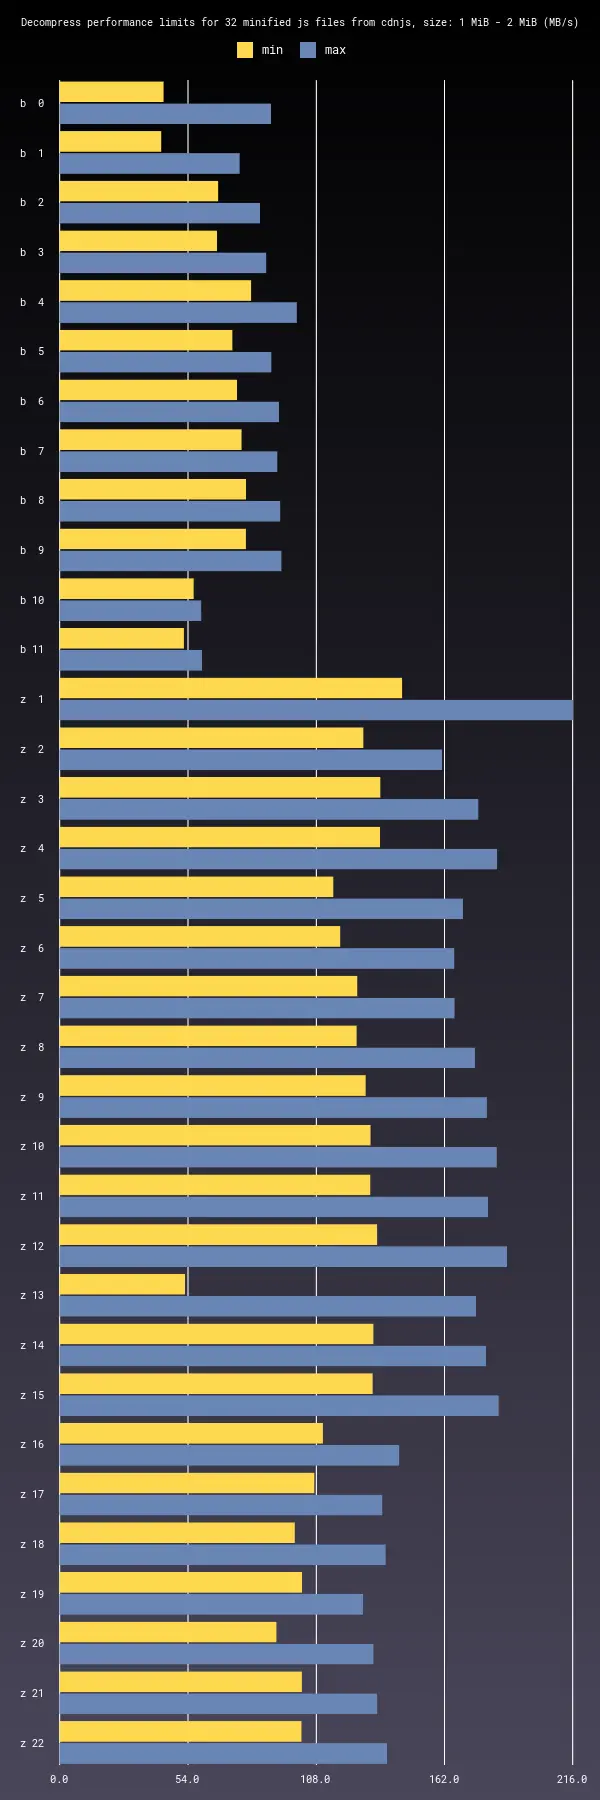 Decompress performance limits for 32 minified js files from cdnjs, size: 1 MiB - 2 MiB (MB/s)
min max
b 0
b 1
b 2
b 3
b 4
b 5
b 6
b 7
b 8
b 9
b 10
b 11
z 1
z 2
z 3
z 4
z 5
z 6
z 7
z 8
z 9
z 10
z 11
z 12
z 13
z 14
z 15
z 16
z 17
z 18
z 19
z 20
z 21
z 22
0.0 54.0 108.0 162.0 216.0